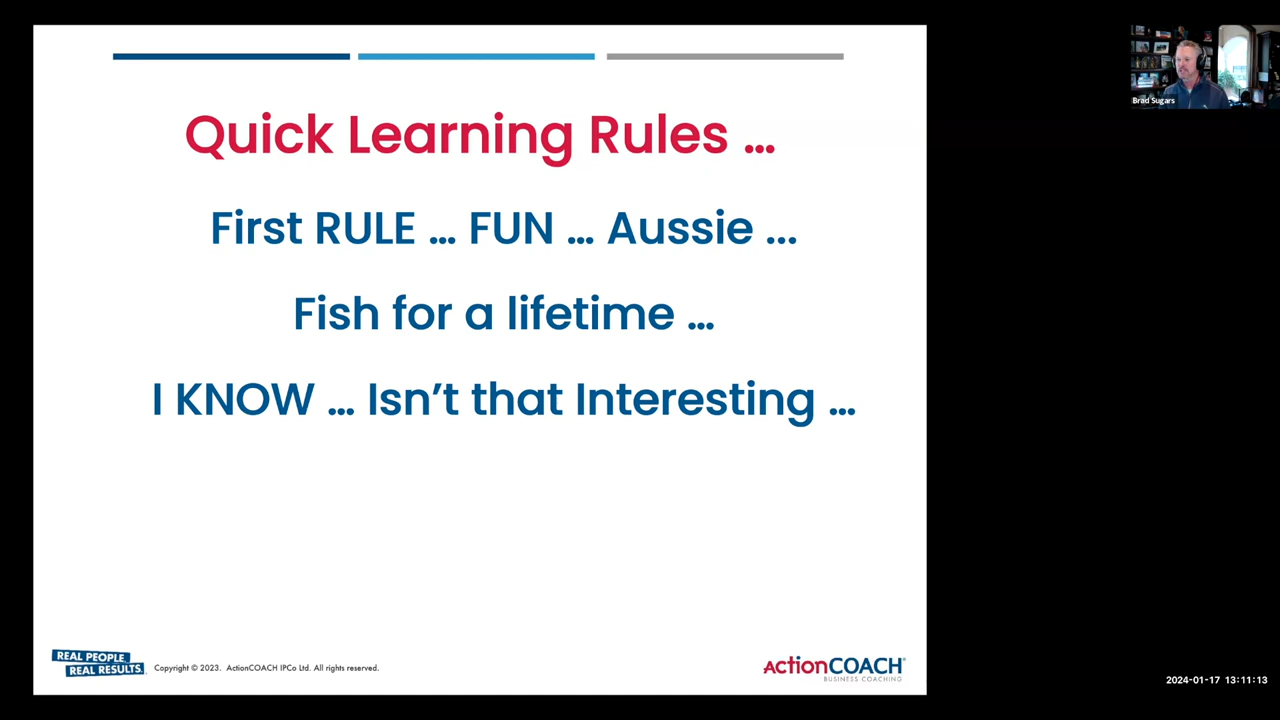 Quick Learning Rules ...
First RULE ... FUN ... Aussie ...
Fish for a lifetime ...
I KNOW ... Isn’t that Interesting ...
Brad Sugars
REAL PEOPLE.
REAL RESULTS.
Copyright © 2023. ActionCOACH IPCo Ltd. All rights reserved.
ActionCOACH®
BUSINESS COACHING
2024-01-17 13:11:13